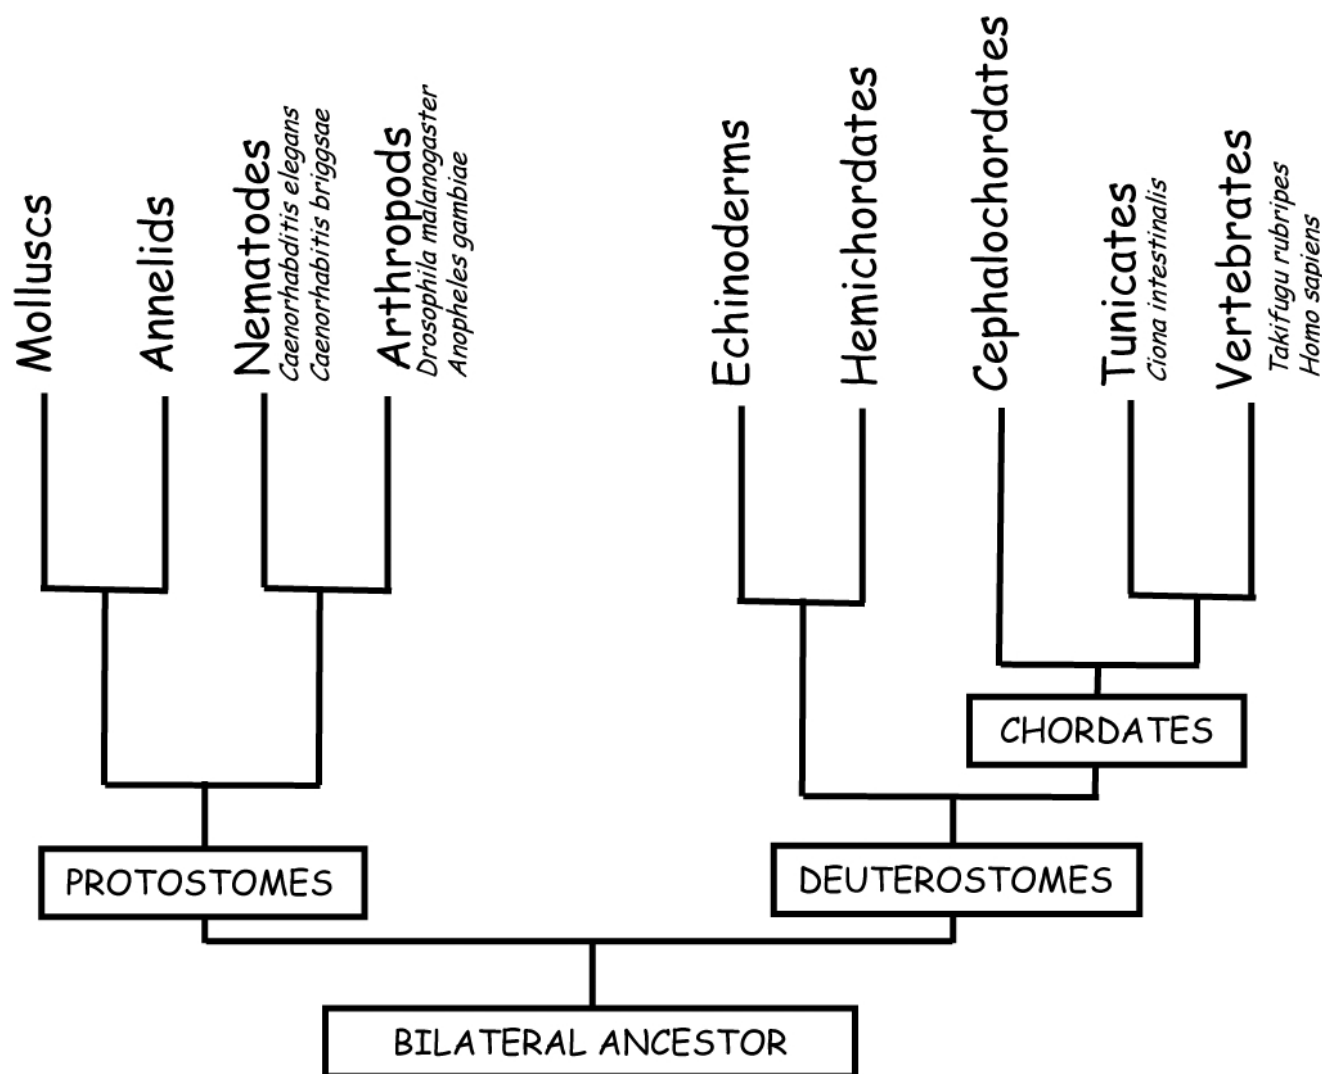 Molluscs
Annelids
Nematodes
Caenorhabditis elegans
Caenorhabitis briggsae
Arthropods
Drosophila malanogaster
Anopheles gambiae
Echinoderms
Hemichordates
Cephalochordates
Tunicates
Ciona intestinalis
Vertebrates
Takifugu rubripes
Homo sapiens
CHORDATES
PROTOSTOMES
DEUTEROSTOMES
BILATERAL ANCESTOR